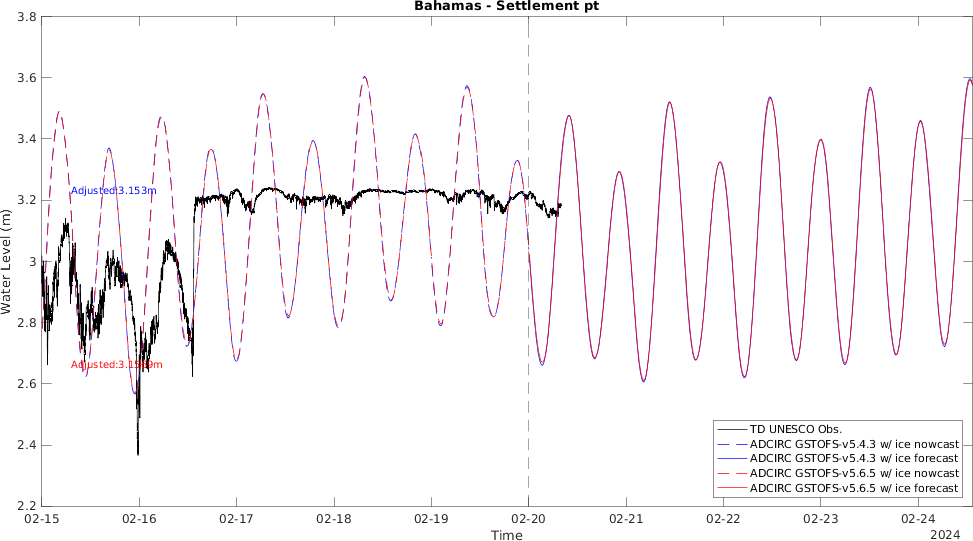 Bahamas - Settlement pt
3.8
3.6
3.4
3.2
3
2.8
2.6
2.4
2.2
Water Level (m)
Adjusted:3.153m
TD UNESCO Obs.
ADCIRC GSTOFS-v5.4.3 w/ ice nowcast
ADCIRC GSTOFS-v5.4.3 w/ ice forecast
ADCIRC GSTOFS-v5.6.5 w/ ice nowcast
ADCIRC GSTOFS-v5.6.5 w/ ice forecast
02-15 02-16 02-17 02-18 02-19 02-20 02-21 02-22 02-23 02-24
Time
2024